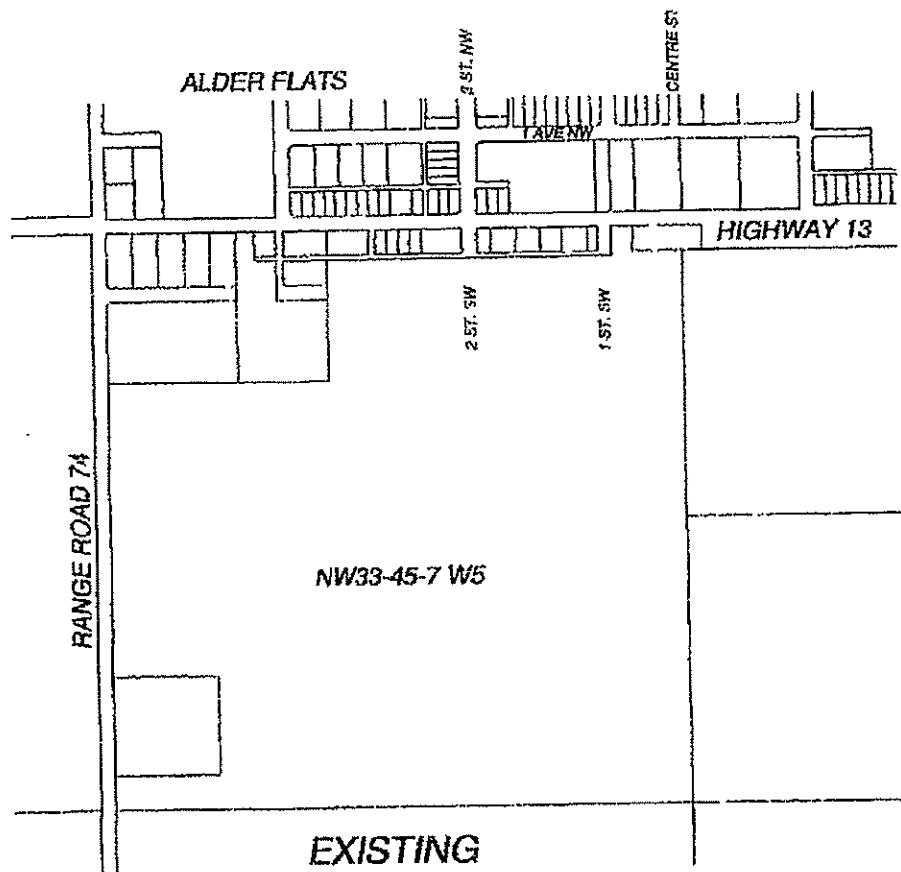 2 ST. NW
CENTRE ST
ALDER FLATS
1 AVE NW
HIGHWAY 13
2 ST. SW
1 ST. SW
RANGE ROAD 74
NW33-45-7 W5
EXISTING